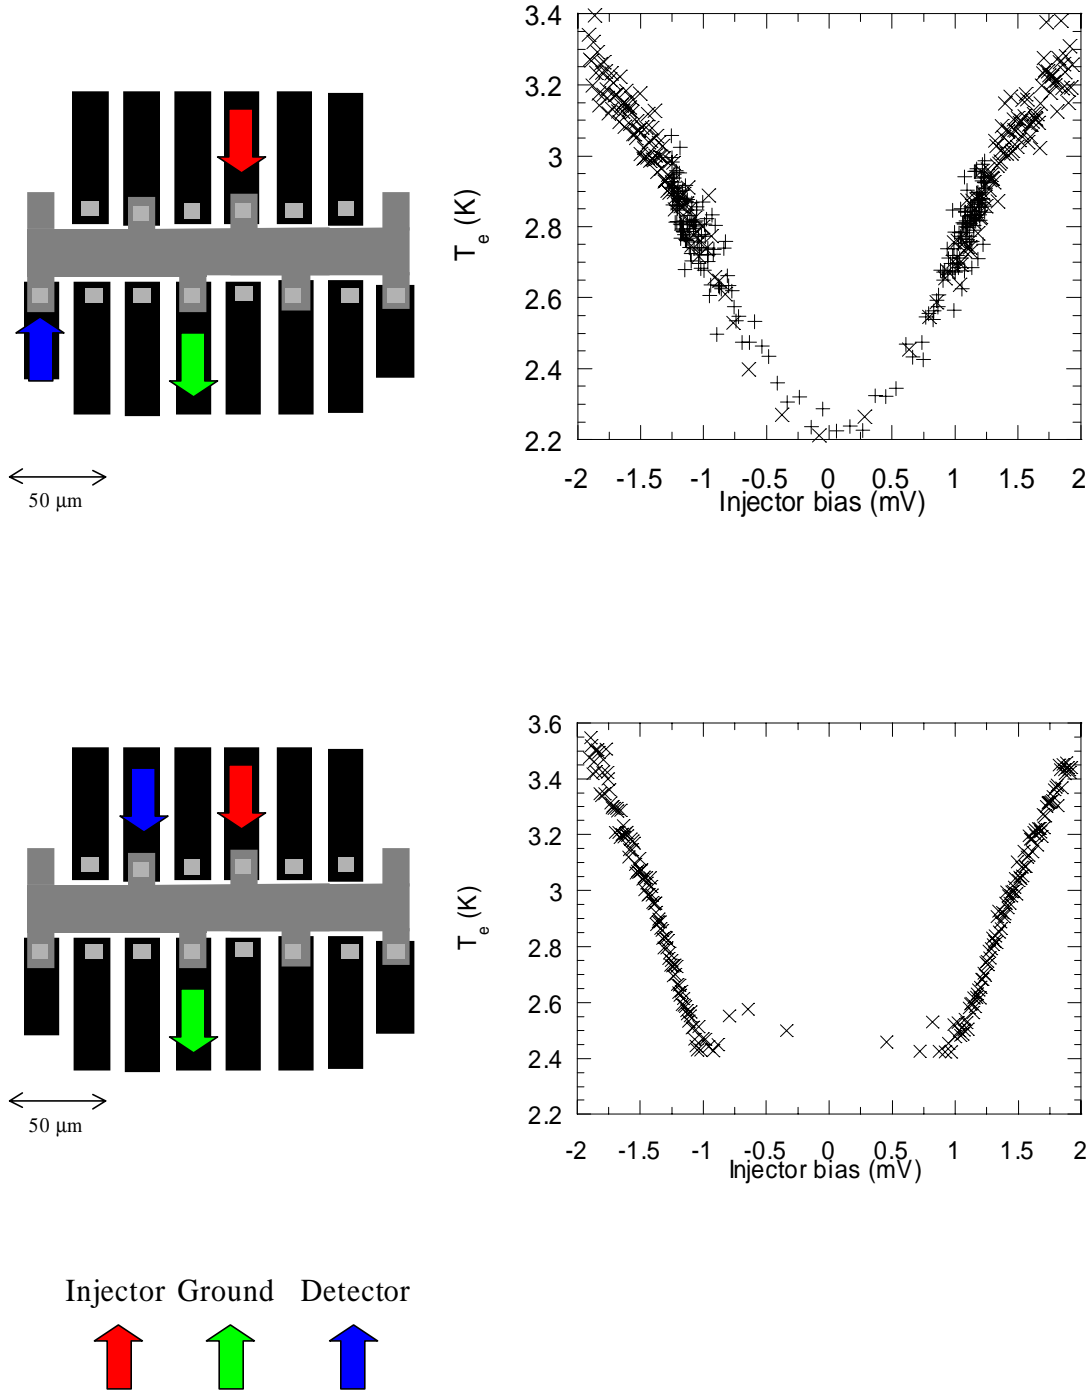 3.4
3.2
3
2.8
2.6
2.4
2.2
T_e (K)
-2 -1.5 -1 -0.5 0 0.5 1 1.5 2
Injector bias (mV)
50 μm
3.6
3.4
3.2
3
2.8
2.6
2.4
2.2
T_e (K)
-2 -1.5 -1 -0.5 0 0.5 1 1.5 2
Injector bias (mV)
50 μm
Injector Ground Detector